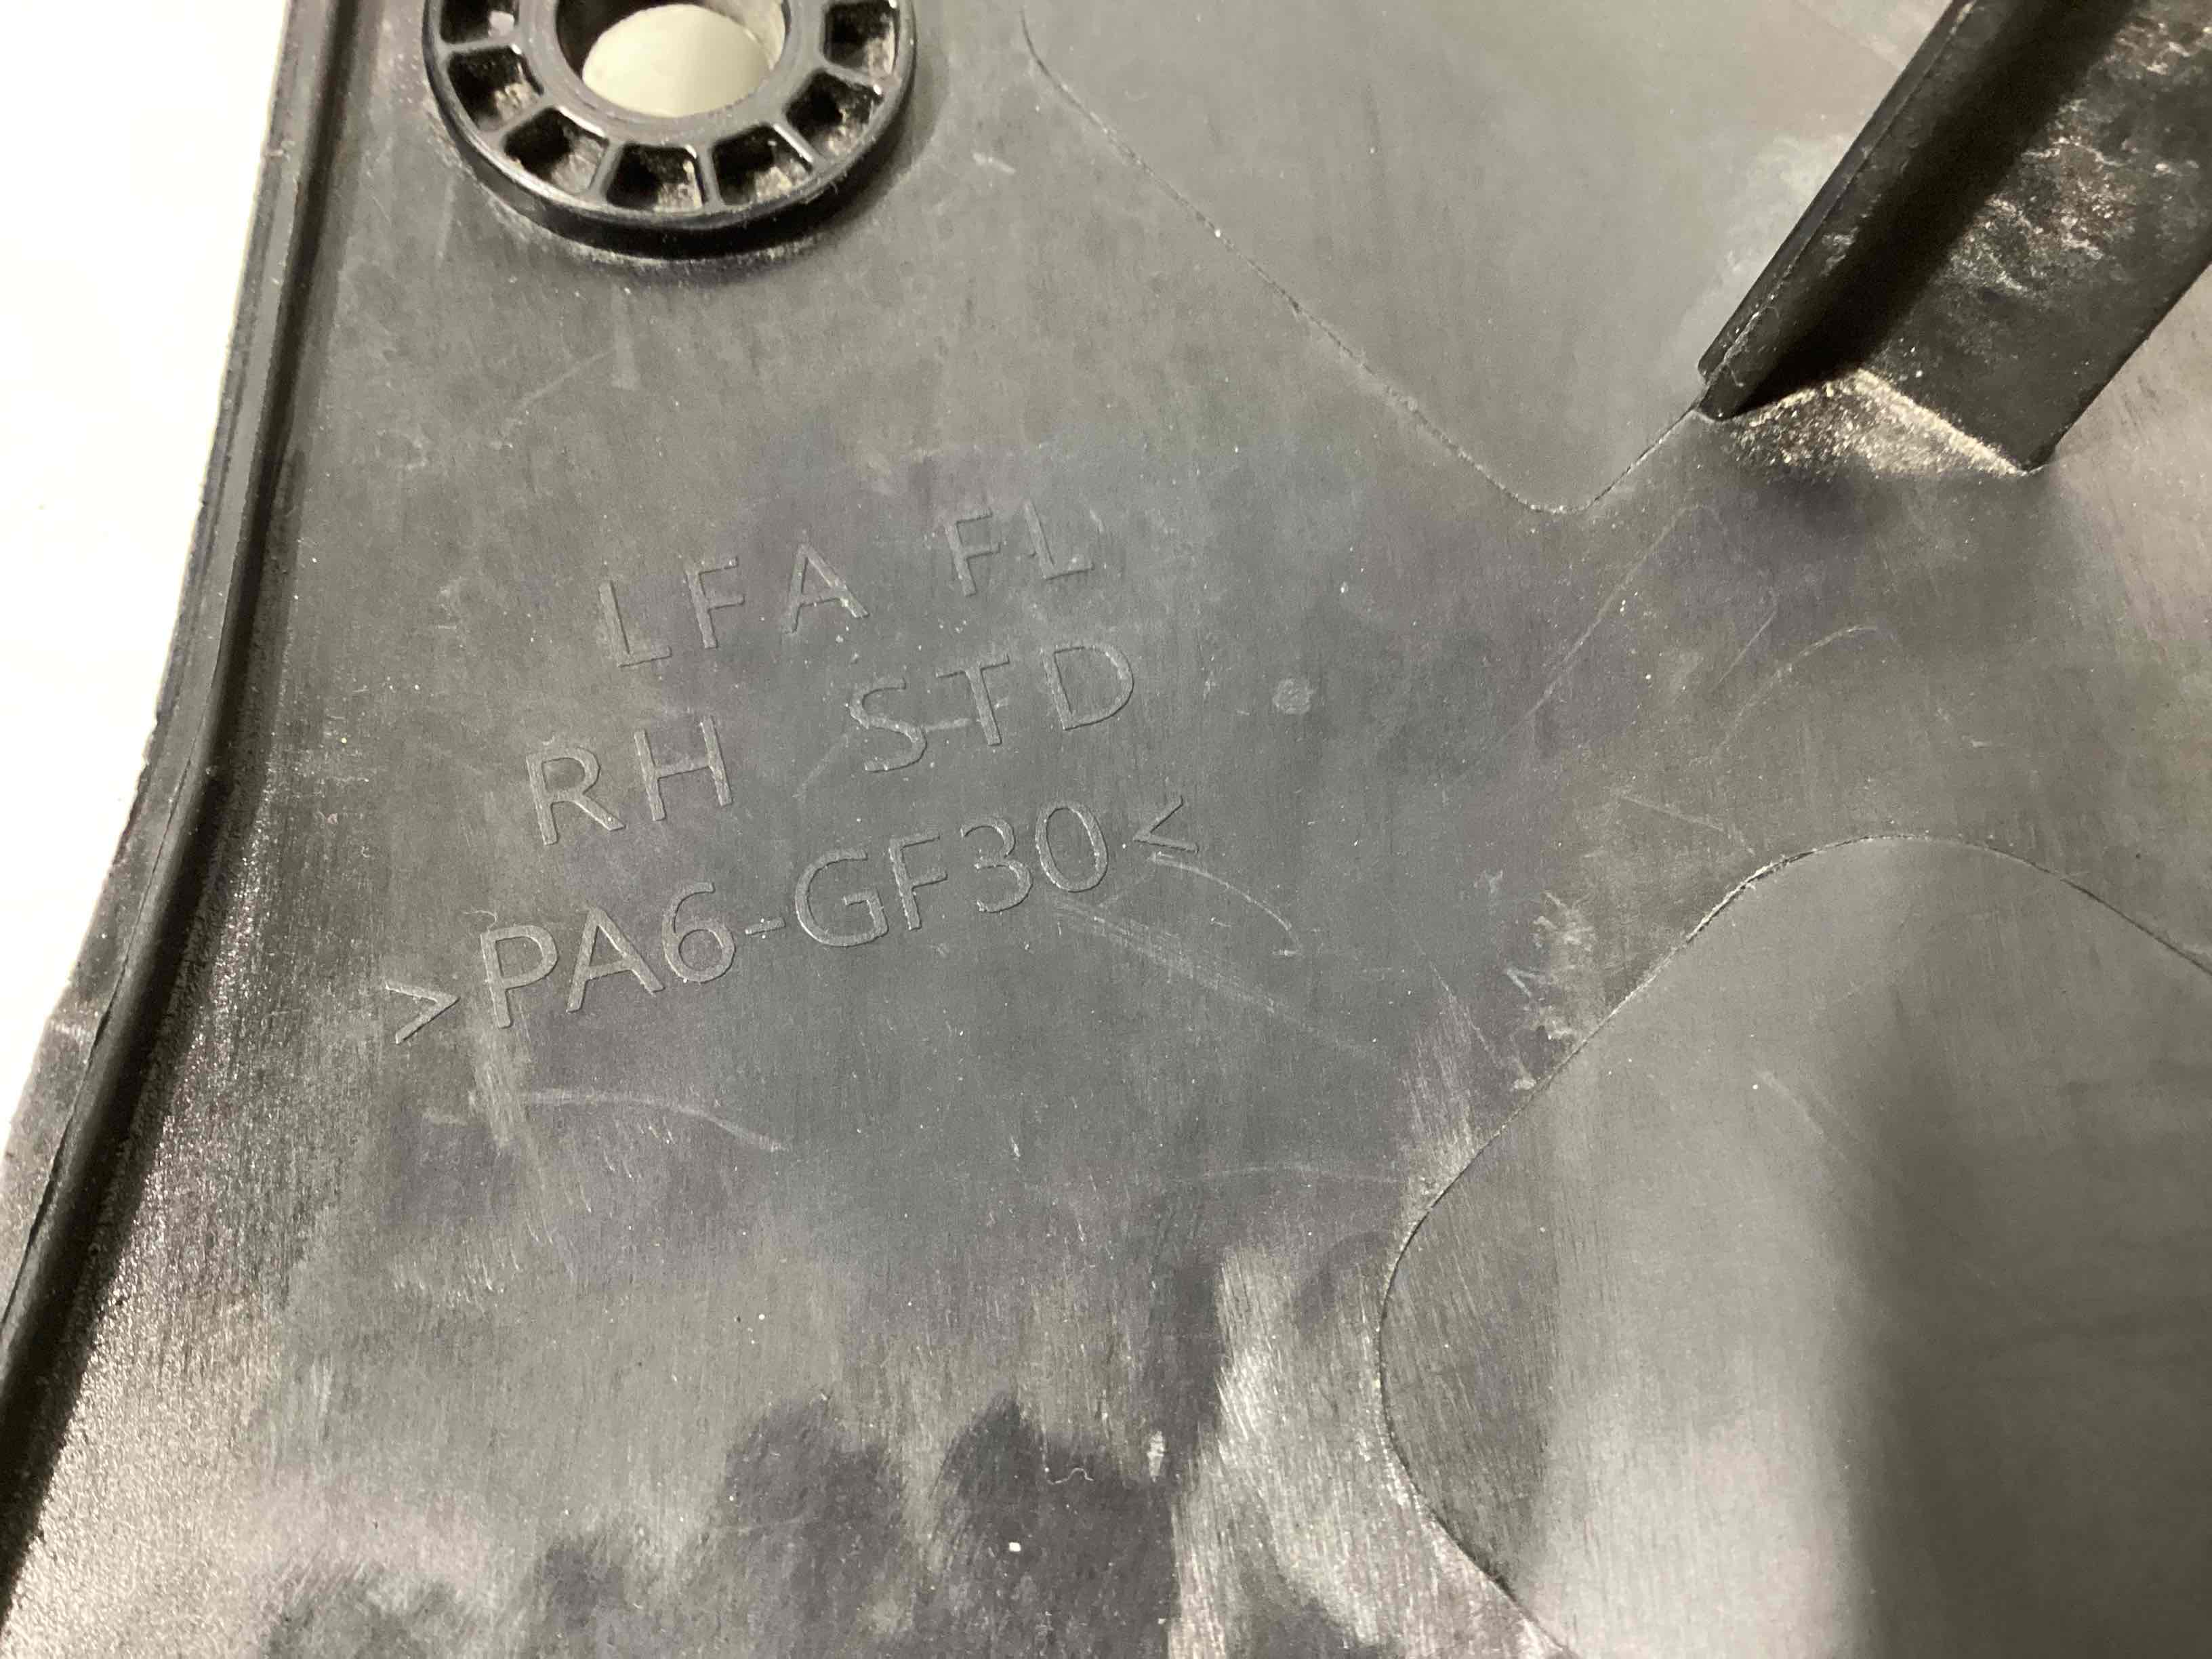 LFA FL
RH STD
>PA6-GF30<